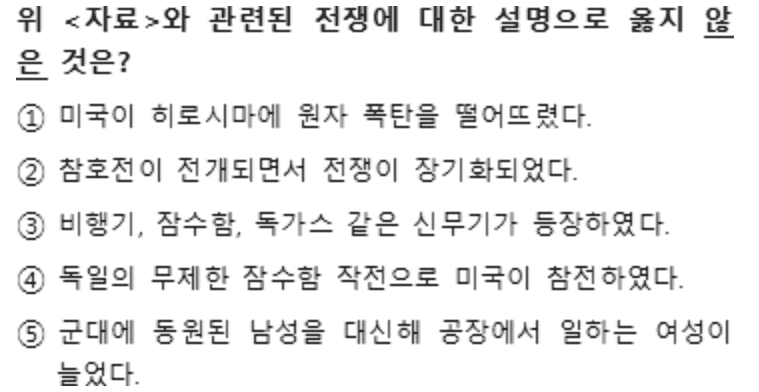 위 <자료>와 관련된 전쟁에 대한 설명으로 옳지 않
은 것은?
① 미국이 히로시마에 원자 폭탄을 떨어뜨렸다.
② 참호전이 전개되면서 전쟁이 장기화되었다.
③ 비행기, 잠수함, 독가스 같은 신무기가 등장하였다.
④ 독일의 무제한 잠수함 작전으로 미국이 참전하였다.
⑤ 군대에 동원된 남성을 대신해 공장에서 일하는 여성이
늘었다.